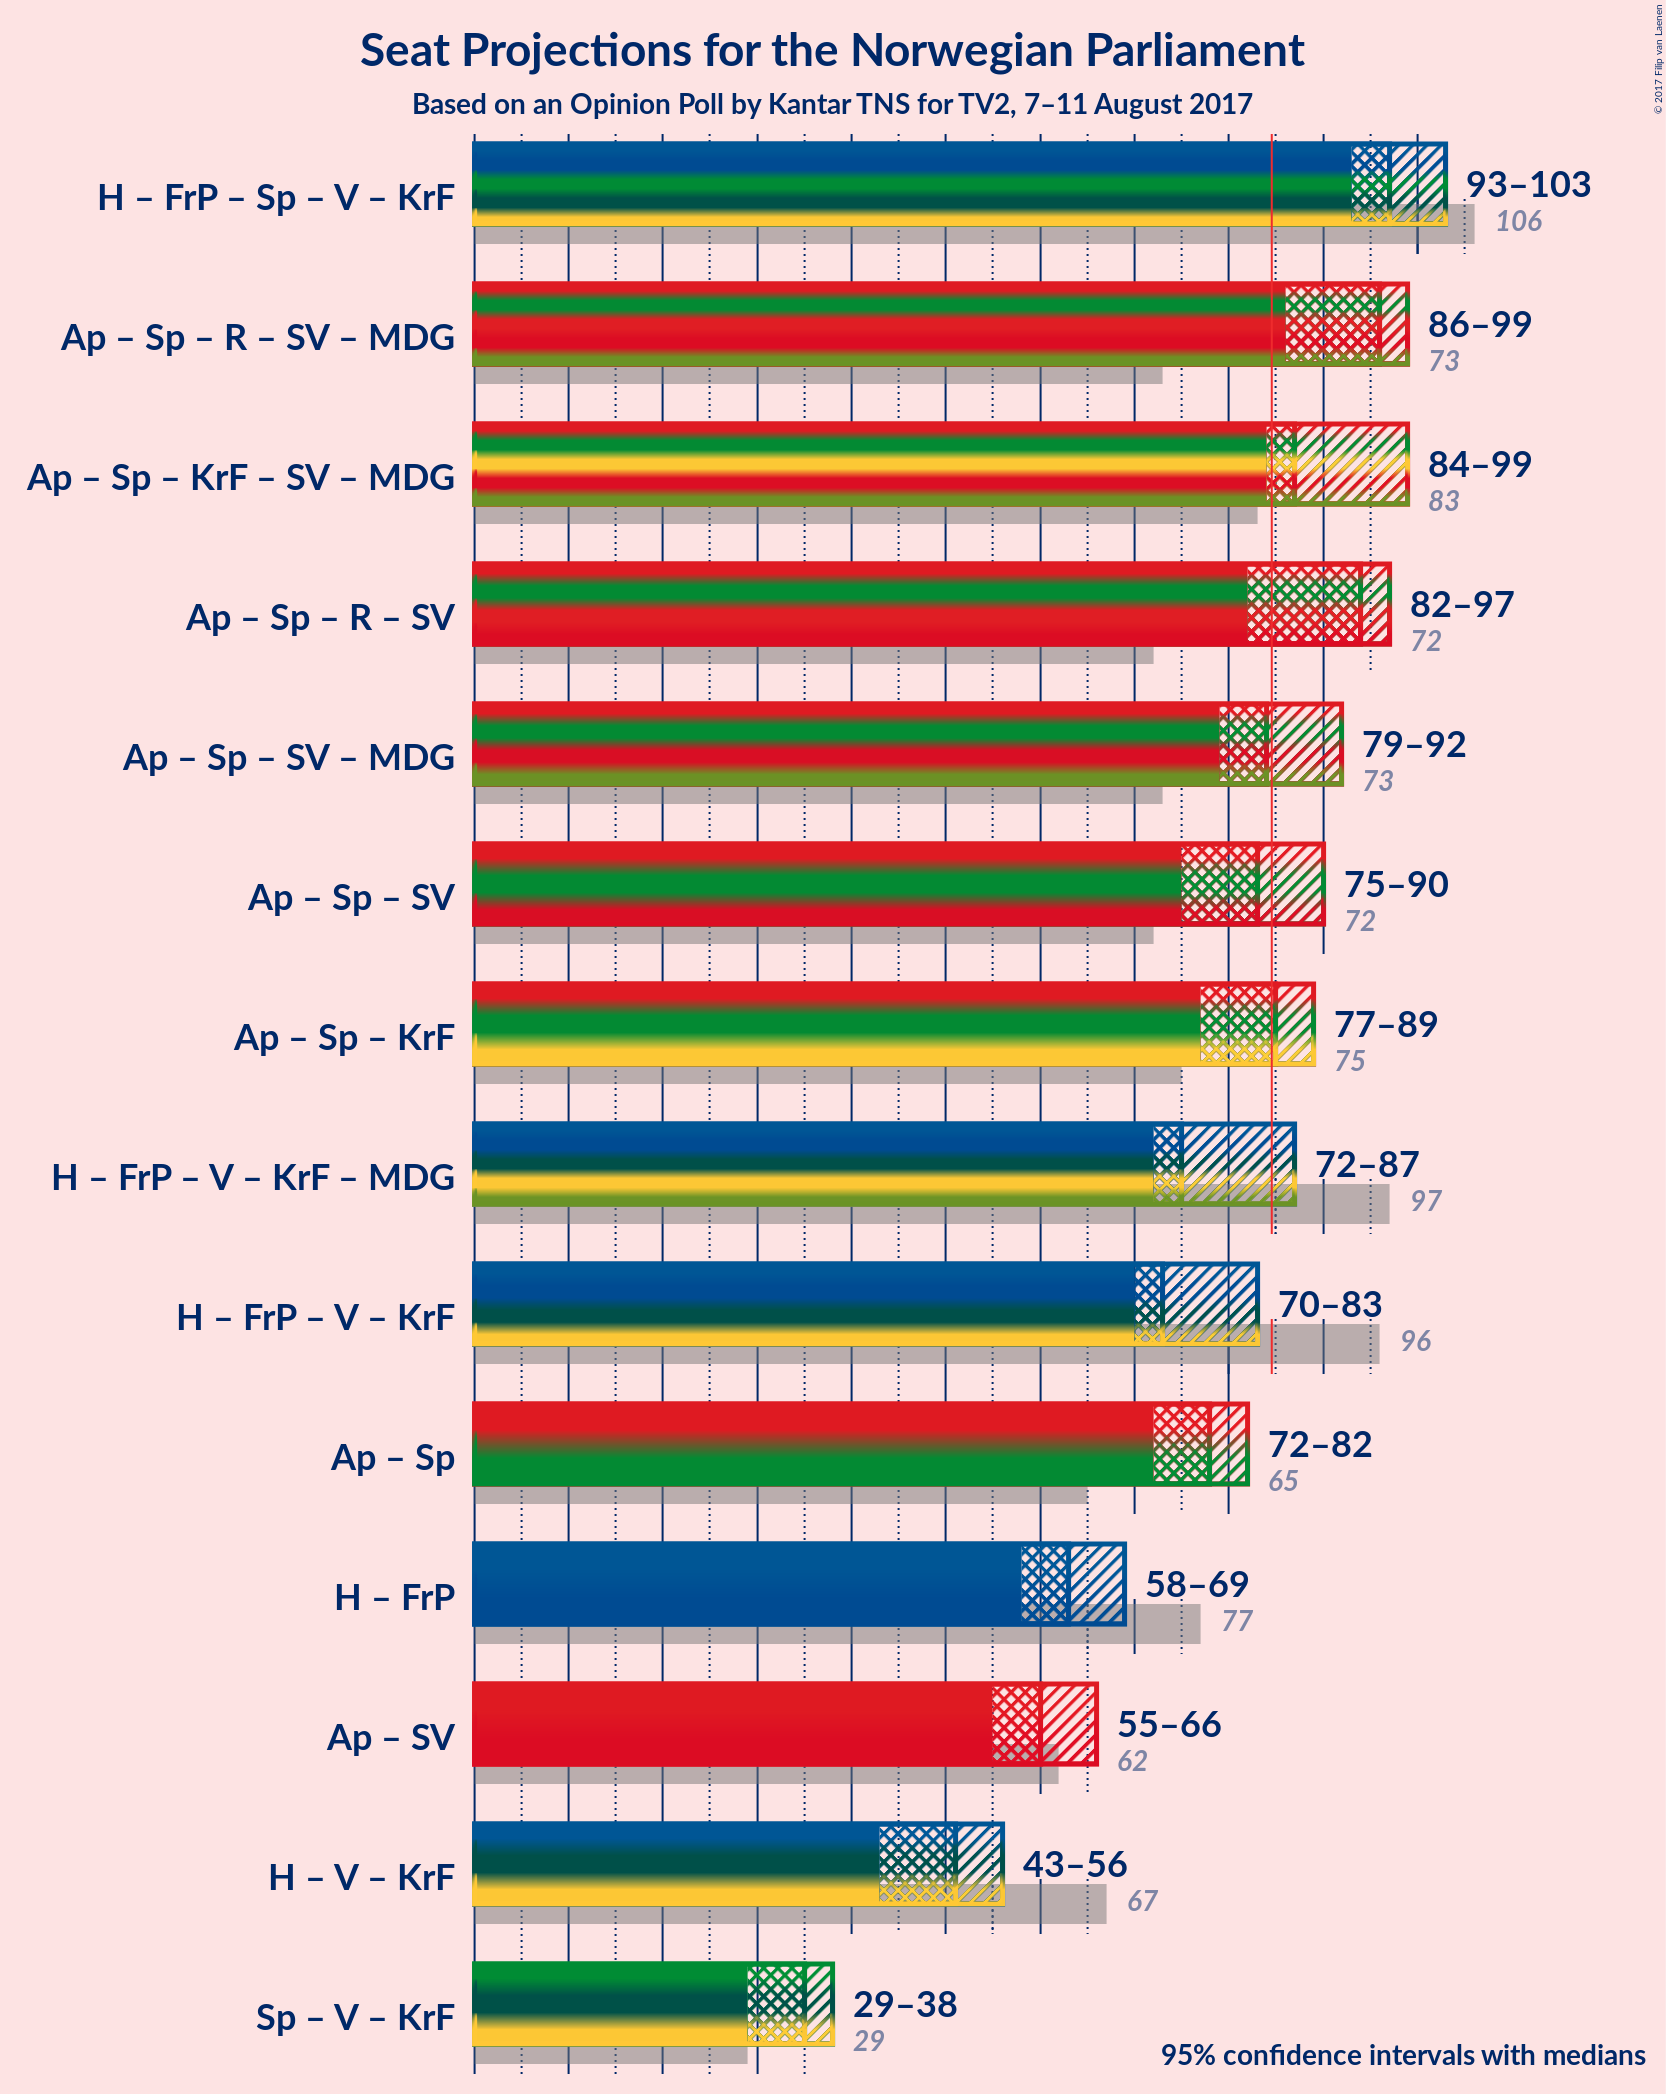 Seat Projections for the Norwegian Parliament
Based on an Opinion Poll by Kantar TNS for TV2, 7–11 August 2017
© 2017 Filip van Laenen
H – FrP – Sp – V – KrF
93–103
106
Ap – Sp – R – SV – MDG
86–99
73
Ap – Sp – KrF – SV – MDG
84–99
83
Ap – Sp – R – SV
82–97
72
Ap – Sp – SV – MDG
79–92
73
Ap – Sp – SV
75–90
72
Ap – Sp – KrF
77–89
75
H – FrP – V – KrF – MDG
72–87
97
H – FrP – V – KrF
70–83
96
Ap – Sp
72–82
65
H – FrP
58–69
77
Ap – SV
55–66
62
H – V – KrF
43–56
67
Sp – V – KrF
29–38
29
95% confidence intervals with medians